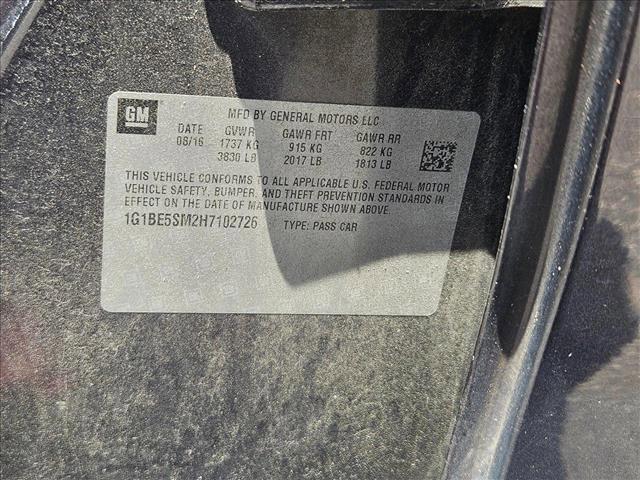 GM
MFD BY GENERAL MOTORS LLC
DATE GVWR GAWR FRT GAWR RR
08/16 1737 KG 915 KG 822 KG
3830 LB 2017 LB 1813 LB
THIS VEHICLE CONFORMS TO ALL APPLICABLE U.S. FEDERAL MOTOR
VEHICLE SAFETY, BUMPER, AND THEFT PREVENTION STANDARDS IN
EFFECT ON THE DATE OF MANUFACTURE SHOWN ABOVE.
1G1BE5SM2H7102726 TYPE: PASS CAR